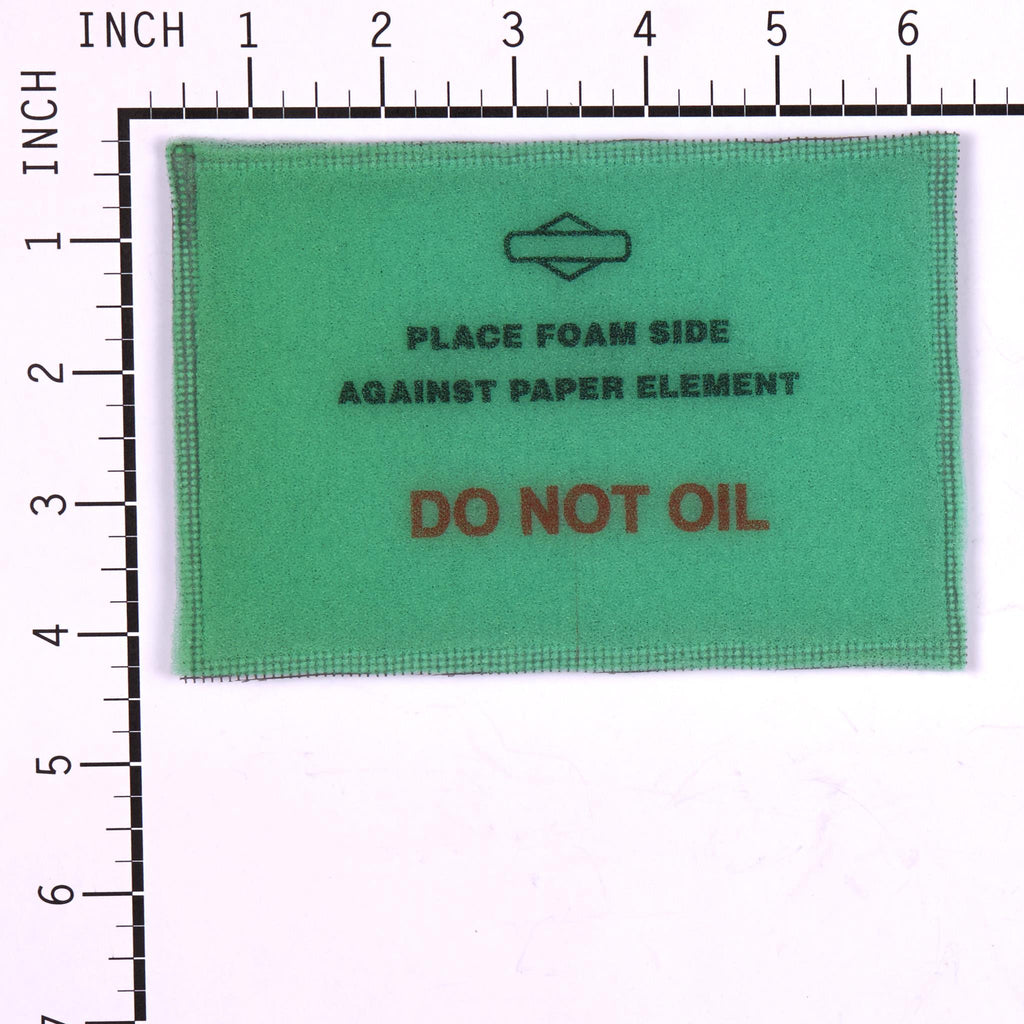 INCH 1 2 3 4 5 6
INCH
1
2
3
4
5
6
7
PLACE FOAM SIDE
AGAINST PAPER ELEMENT
DO NOT OIL